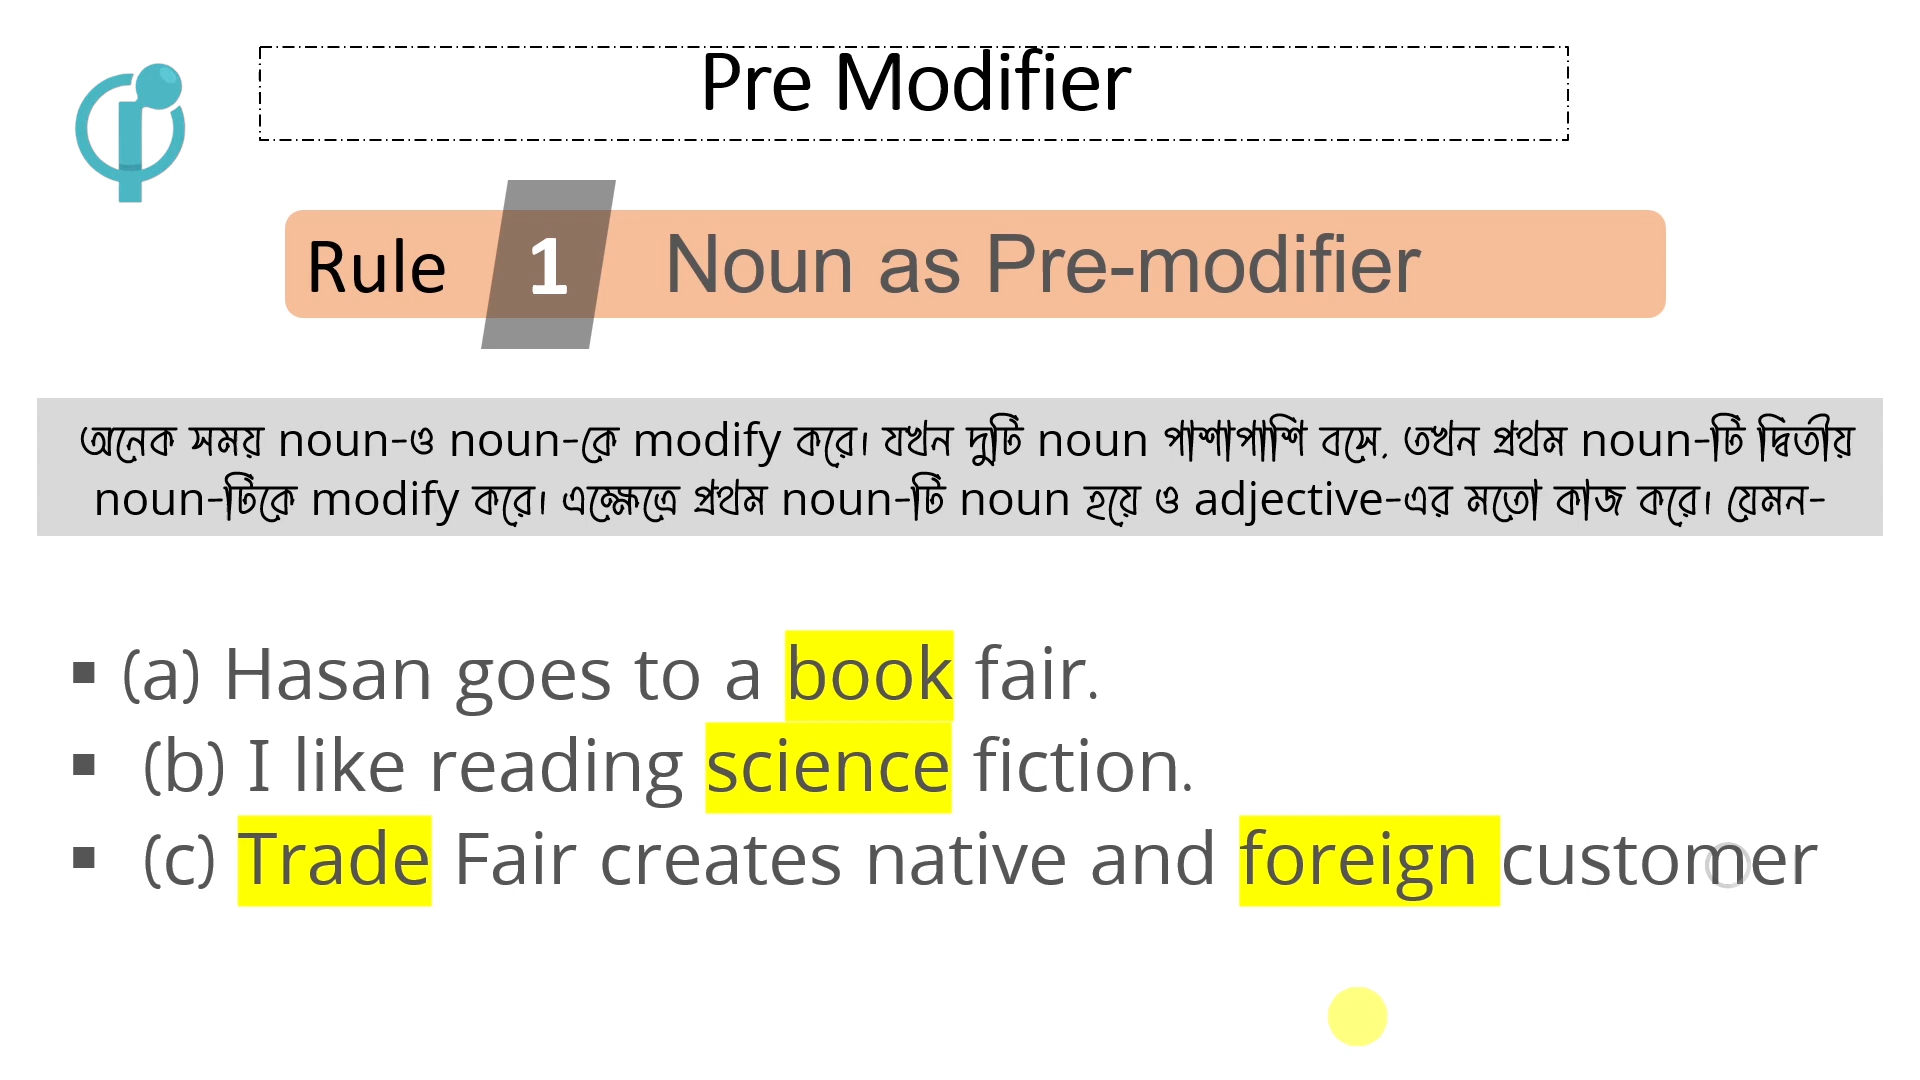 Pre Modifier
Rule 1 Noun as Pre-modifier
অনেক সময় noun-ও noun-কে modify করে। যখন দুটি noun পাশাপাশি বসে, তখন প্রথম noun-টি দ্বিতীয়
noun-টিকে modify করে। এক্ষেত্রে প্রথম noun-টি noun হয়ে ও adjective-এর মতো কাজ করে। যেমন-
▪ (a) Hasan goes to a book fair.
▪ (b) I like reading science fiction.
▪ (c) Trade Fair creates native and foreign customer